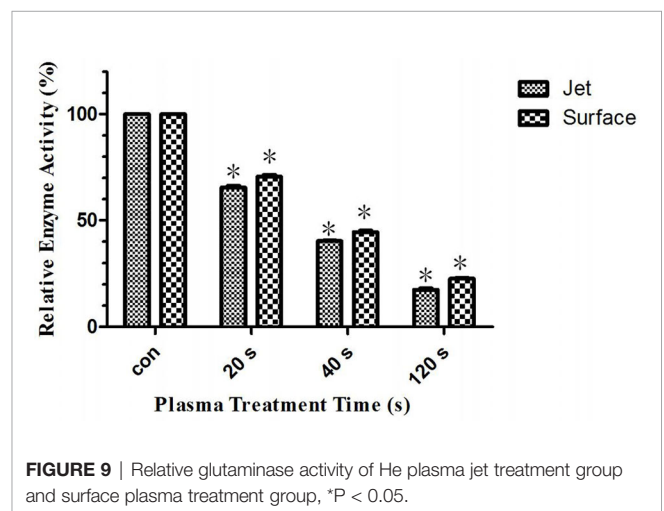 Relative Enzyme Activity (%)
100
50
0
* * * * * *
con
20 s
40 s
120 s
Plasma Treatment Time (s)
Jet
Surface
FIGURE 9 | Relative glutaminase activity of He plasma jet treatment group
and surface plasma treatment group, *P < 0.05.